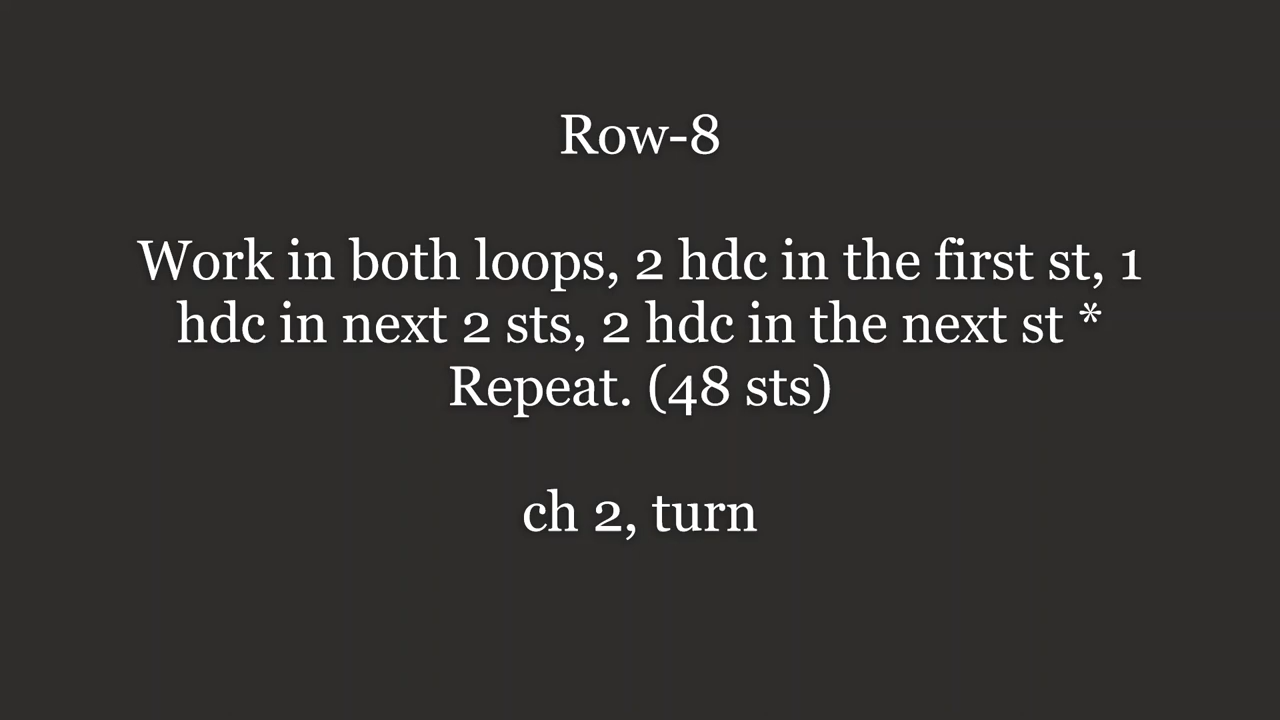 Row-8
Work in both loops, 2 hdc in the first st, 1
hdc in next 2 sts, 2 hdc in the next st *
Repeat. (48 sts)
ch 2, turn